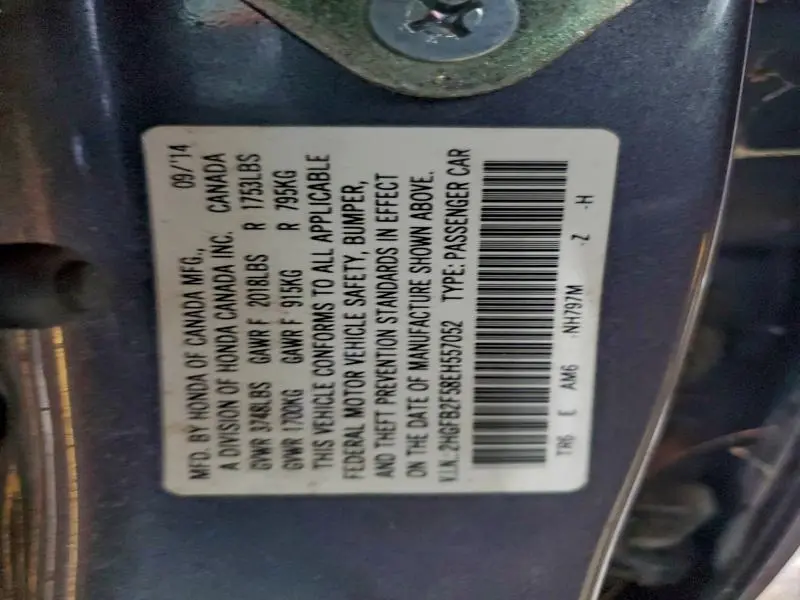 MFD. BY HONDA OF CANADA MFG., 09/'14
A DIVISION OF HONDA CANADA INC. CANADA
GVWR 3748LBS GAWR F 2018LBS R 1753LBS
GVWR 1700KG GAWR F 915KG R 795KG
THIS VEHICLE CONFORMS TO ALL APPLICABLE
FEDERAL MOTOR VEHICLE SAFETY, BUMPER,
AND THEFT PREVENTION STANDARDS IN EFFECT
ON THE DATE OF MANUFACTURE SHOWN ABOVE.
V.I.N.:2HGFB2F58EH557052 TYPE: PASSENGER CAR
TR6 E AM6 -NH797M -Z -H